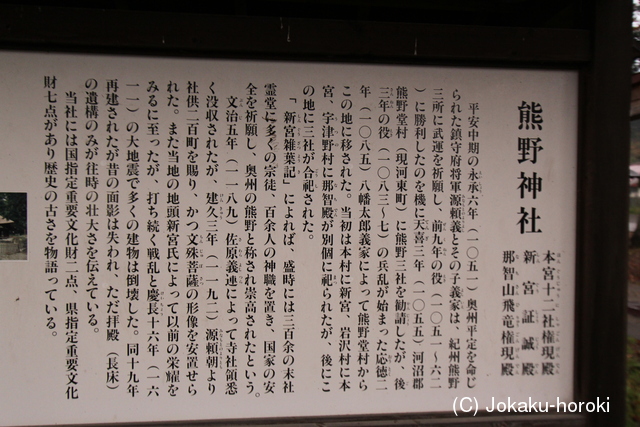 熊野神社
本宮十二社権現殿
新宮証誠殿
那智山飛竜権現殿
平安中期の永承六年（一〇五一）奥州平定を命じ
られた鎮守府将軍源頼義とその子義家は、紀州熊野
三所に武運を祈願し、前九年の役（一〇五一〜六二
）に勝利したのを機に天喜三年（一〇五五）河沼郡
熊野堂村（現河東町）に熊野三社を勧請したが、後
三年の役（一〇八三〜七）の兵乱が始まった応徳二
年（一〇八五）八幡太郎義家によって熊野堂村から
この地に移された。当初は本村に新宮、岩沢村に本
宮、宇津野村に那智殿が別個に祀られたが、後にこ
の地に三社が合祀された。
「新宮雑葉記」によれば、盛時には三百余の末社
霊堂に多くの宗徒、百余人の神職を置き、国家の安
全を祈願し、奥州の熊野と称され崇高されたという。
文治五年（一一八九）佐原義連によって寺社領悉
く没収されたが、建久三年（一一九二）源頼朝より
社供二百町を賜り、かつ文殊菩薩の形像を安置せら
れた。また当地の地頭新宮氏によって以前の栄耀を
みるに至ったが、打ち続く戦乱と慶長十六年（一六
一一）の大地震で多くの建物は倒壊した。同十九年
再建されたが昔の面影は失われ、ただ拝殿（長床）
の遺構のみが往時の壮大さを伝えている。
当社には国指定重要文化財二点、県指定重要文化
財七点があり歴史の古さを物語っている。
(C) Jokaku-horoki